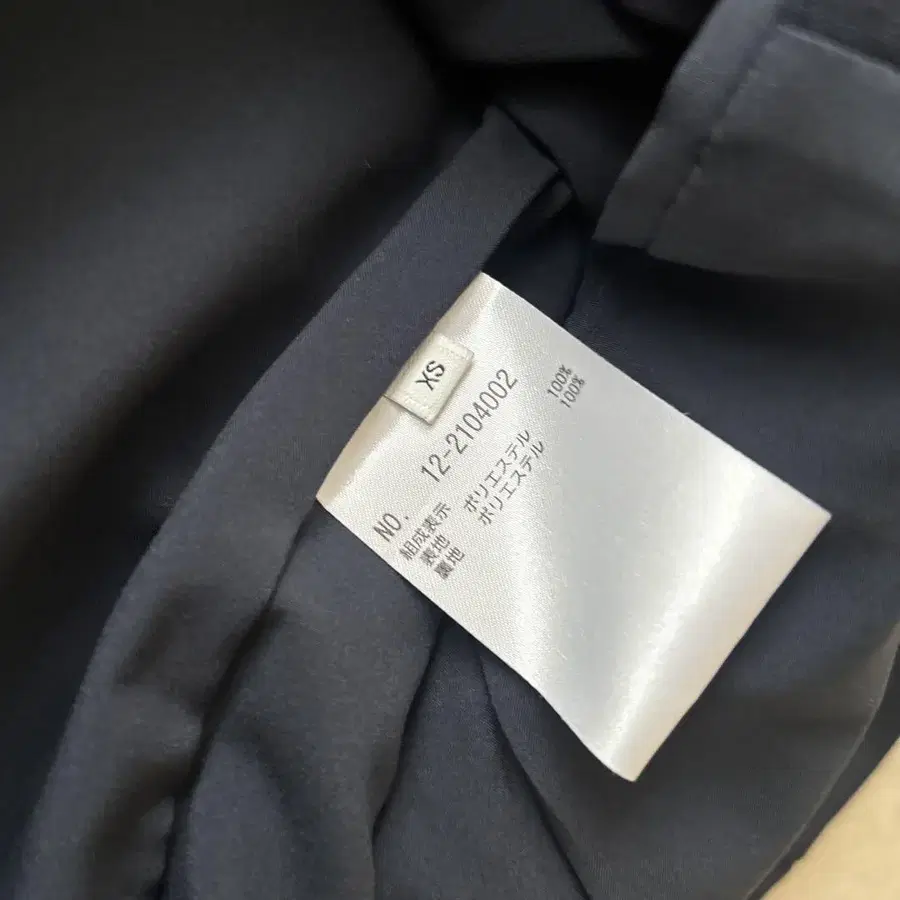 XS
NO. 12-2104002
組成表示
表地 ポリエステル 100%
裏地 ポリエステル 100%